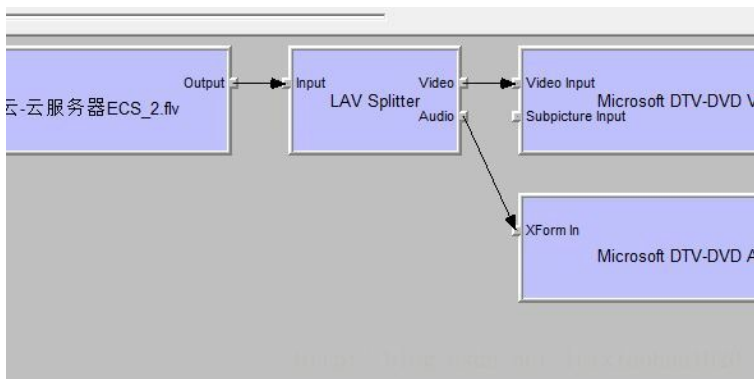 Output
云-云服务器ECS_2.flv
Input
Video
LAV Splitter
Audio
Video Input
Microsoft DTV-DVD V
Subpicture Input
XForm In
Microsoft DTV-DVD A